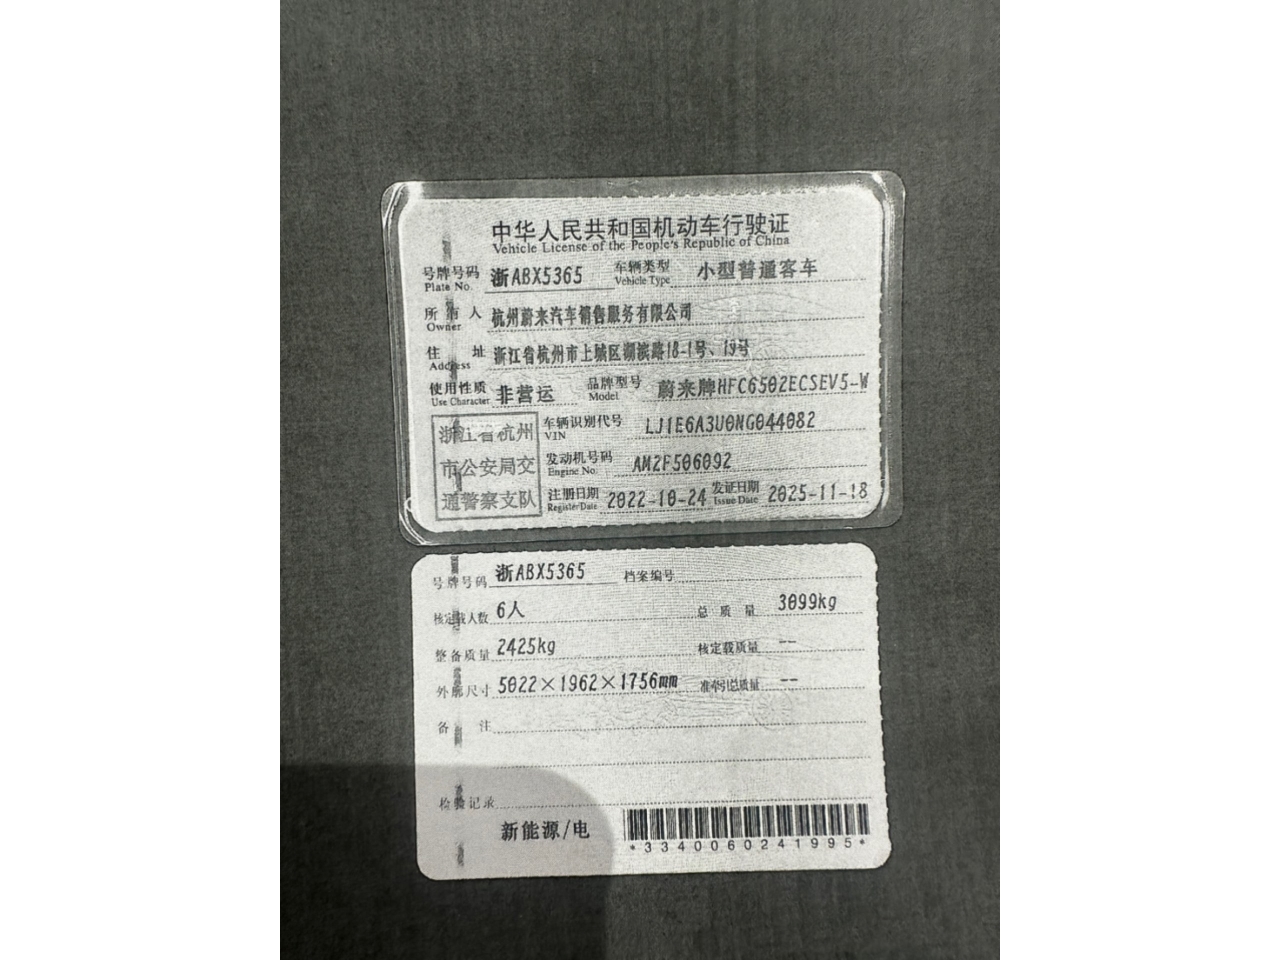 中华人民共和国机动车行驶证
Vehicle License of the People's Republic of China
号牌号码 浙ABX5365 车辆类型 小型普通客车
Plate No. Vehicle Type
所有人 杭州蔚来汽车销售服务有限公司
Owner
住址 浙江省杭州市上城区湖滨路18-1号、19号
Address
使用性质 非营运 品牌型号 蔚来牌HFC6502ECSEV5-W
Use Character Model
浙江省杭州
市公安局交
道警察支队
车辆识别代号 LJ1E6A3U0NG044082
VIN
发动机号码 AM2F506092
Engine No.
注册日期 2022-10-24 发证日期 2025-11-18
Register Date Issue Date
号牌号码 浙ABX5365 档案编号
核定载人数 6人 总质量 3099kg
整备质量 2425kg 核定载质量 --
外廓尺寸 5022×1962×1756mm 准牵引总质量 --
备注
检验记录
新能源/电
*3340060241995*